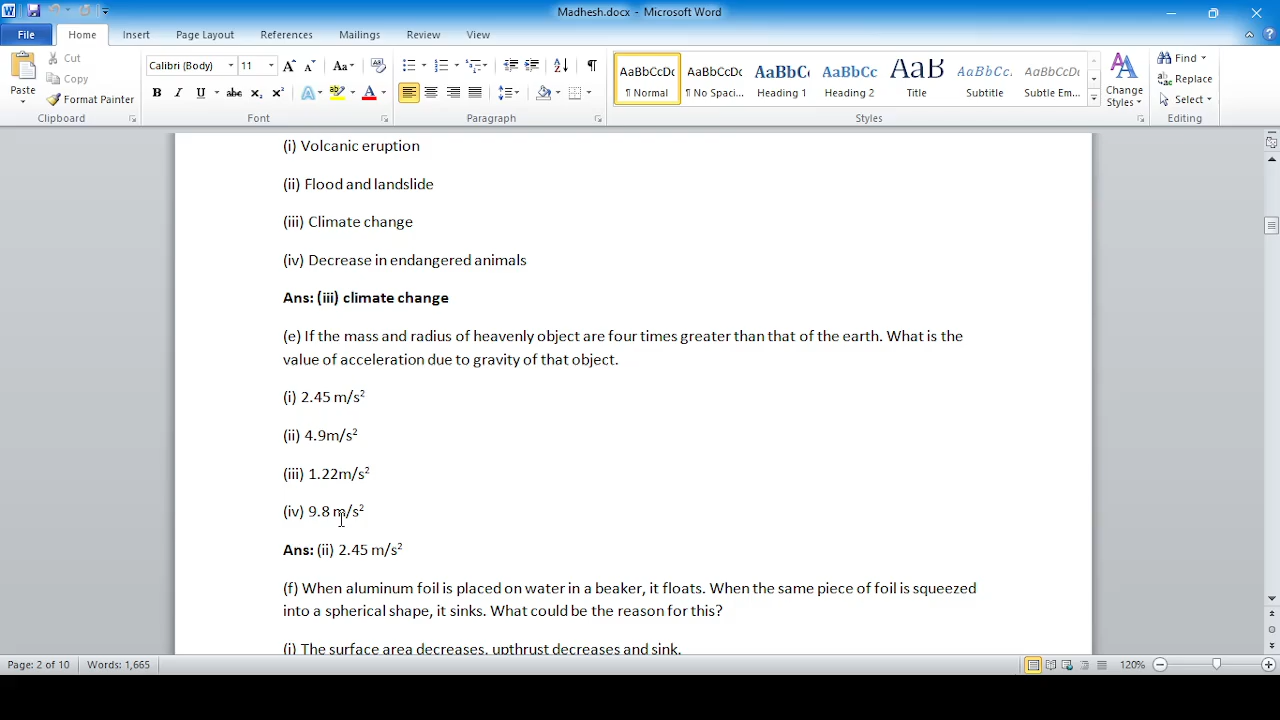 Madhesh.docx - Microsoft Word
File Home Insert Page Layout References Mailings Review View
Paste
Cut
Copy
Format Painter
Clipboard
Calibri (Body) 11
Font
Paragraph
AaBbCcDc AaBbCcDc AaBbC AaBbCc AaB AaBbCc. AaBbCcDc
¶ Normal ¶ No Spaci... Heading 1 Heading 2 Title Subtitle Subtle Em...
Change Styles
Styles
Find
Replace
Select
Editing
(i) Volcanic eruption
(ii) Flood and landslide
(iii) Climate change
(iv) Decrease in endangered animals
Ans: (iii) climate change
(e) If the mass and radius of heavenly object are four times greater than that of the earth. What is the
value of acceleration due to gravity of that object.
(i) 2.45 m/s²
(ii) 4.9m/s²
(iii) 1.22m/s²
(iv) 9.8 m/s²
Ans: (ii) 2.45 m/s²
(f) When aluminum foil is placed on water in a beaker, it floats. When the same piece of foil is squeezed
into a spherical shape, it sinks. What could be the reason for this?
(i) The surface area decreases, upthrust decreases and sink.
Page: 2 of 10 Words: 1,665 120%